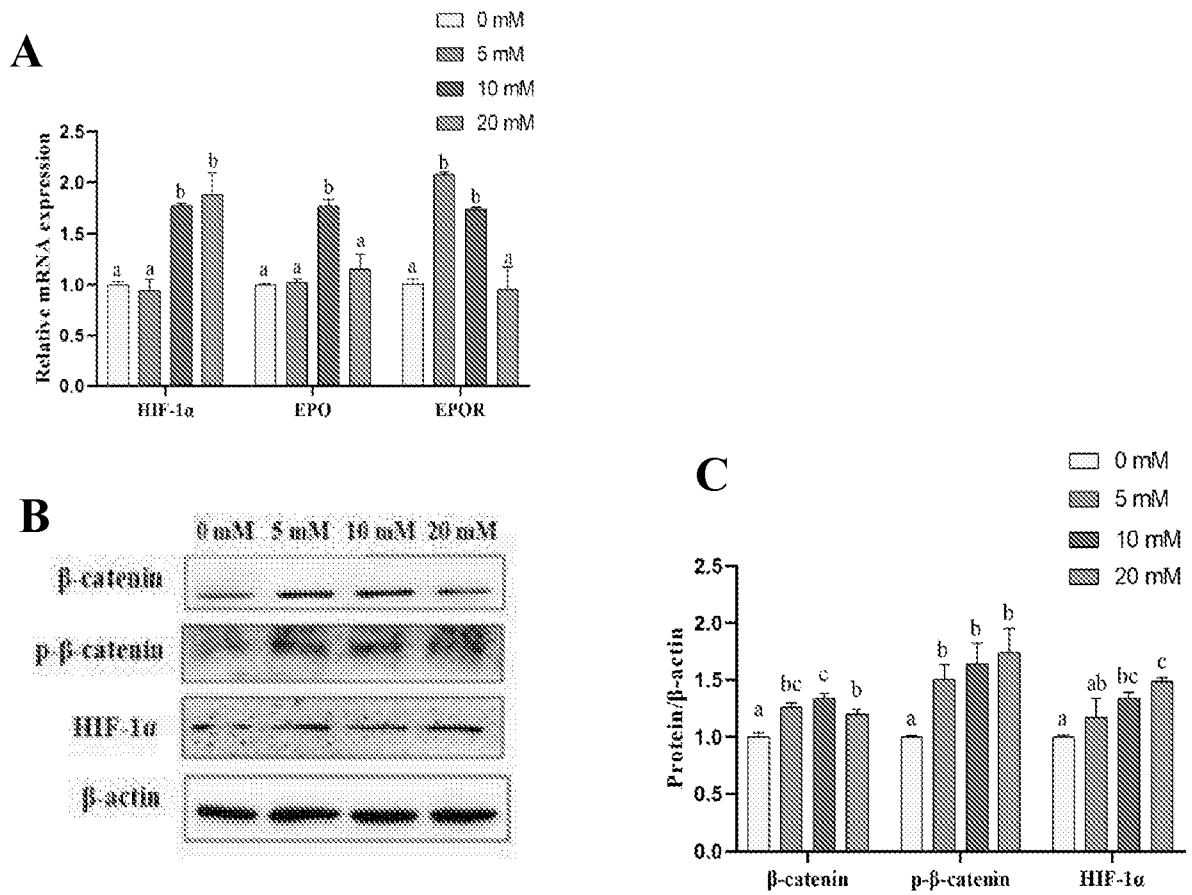 A
0 mM
5 mM
10 mM
20 mM
Relative mRNA expression
2.5
2.0
1.5
1.0
0.5
0.0
a a b b
a a b a
a b b a
HIF-1α EPO EPOR
B
0 mM 5 mM 10 mM 20 mM
β-catenin
p-β-catenin
HIF-1α
β-actin
C
0 mM
5 mM
10 mM
20 mM
Protein/β-actin
2.5
2.0
1.5
1.0
0.5
0.0
a bc c b
a b b b
a ab bc c
β-catenin p-β-catenin HIF-1α